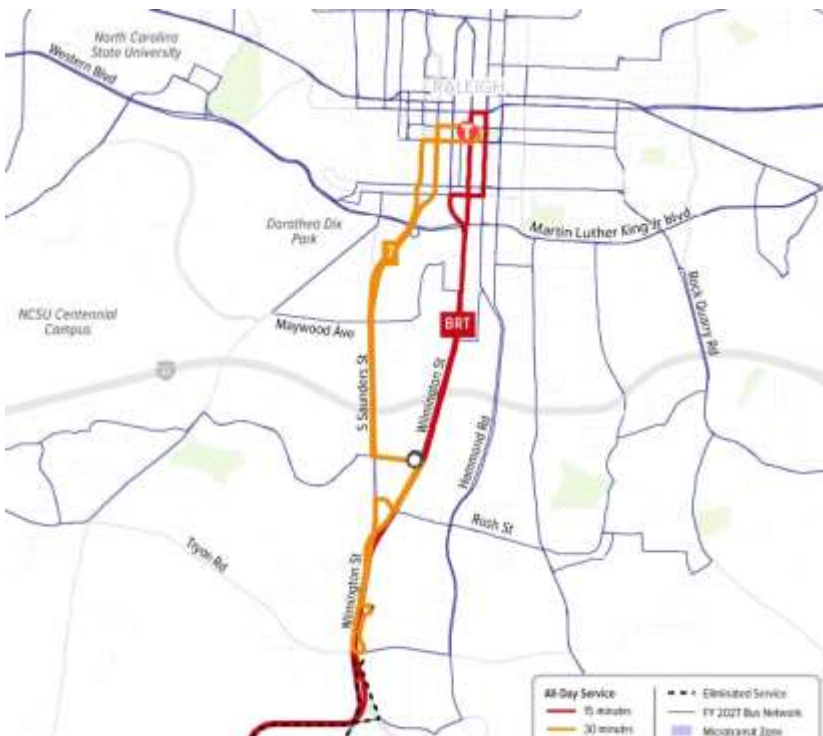 North Carolina
State University
Western Blvd
RALEIGH
T
Dorothea Dix
Park
Martin Luther King Jr Blvd
7
NCSU Centennial
Campus
Maywood Ave
BRT
Rock Quarry Rd
S Saunders St
Wilmington St
Hammond Rd
Rush St
Tryon Rd
Wilmington St
All-Day Service
15 minutes
30 minutes
Eliminated Service
FY 2027 Bus Network
Microtransit Zone